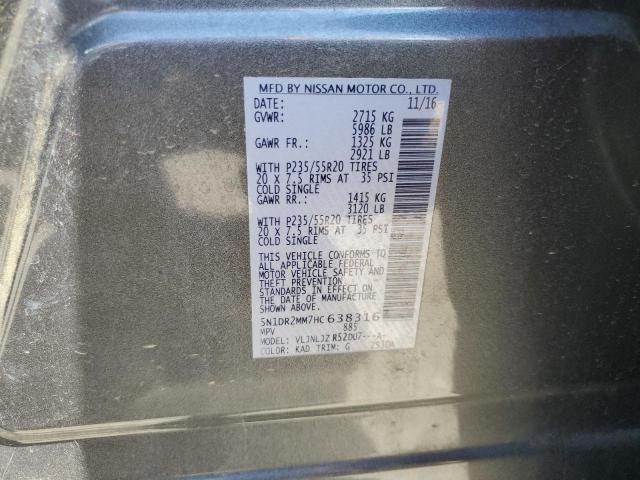 MFD BY NISSAN MOTOR CO., LTD.
DATE: 11/16
GVWR: 2715 KG
5986 LB
GAWR FR.: 1325 KG
2921 LB
WITH P235/55R20 TIRES
20 x 7.5 RIMS AT 35 PSI
COLD SINGLE
GAWR RR.: 1415 KG
3120 LB
WITH P235/55R20 TIRES
20 x 7.5 RIMS AT 35 PSI
COLD SINGLE
THIS VEHICLE CONFORMS TO
ALL APPLICABLE FEDERAL
MOTOR VEHICLE SAFETY AND
THEFT PREVENTION
STANDARDS IN EFFECT ON
THE DATE OF MANUFACTURE
SHOWN ABOVE.
5N1DR2MM7HC638316
MPV 885
MODEL: VLJNLJZ R52DU7---A-
COLOR: KAD TRIM: G